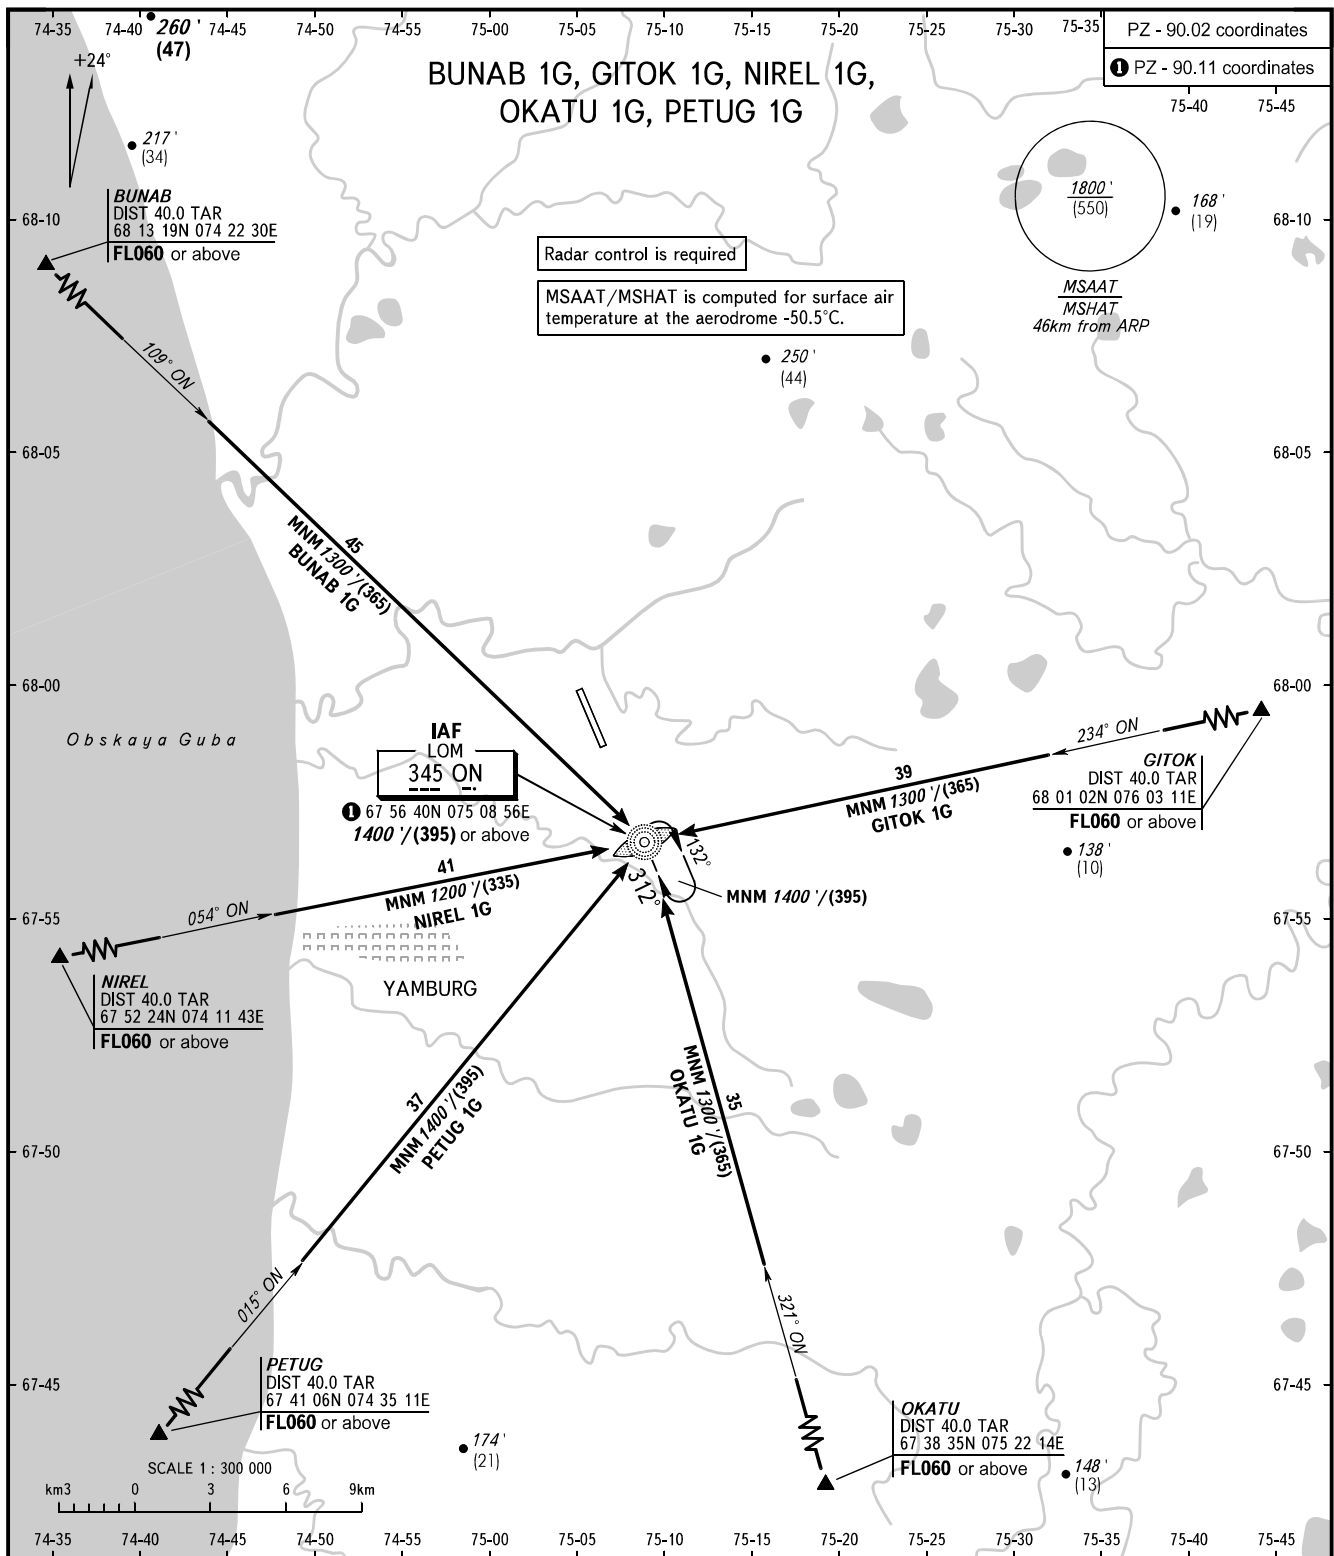 74-35 74-40 74-45 74-50 74-55 75-00 75-05 75-10 75-15 75-20 75-25 75-30 75-35
PZ - 90.02 coordinates
❶ PZ - 90.11 coordinates
75-40 75-45
260'
(47)
+24°
BUNAB 1G, GITOK 1G, NIREL 1G,
OKATU 1G, PETUG 1G
217'
(34)
BUNAB
DIST 40.0 TAR
68 13 19N 074 22 30E
FL060 or above
68-10
68-10
1800'
(550)
168'
(19)
MSAAT
MSHAT
46km from ARP
Radar control is required
MSAAT/MSHAT is computed for surface air
temperature at the aerodrome -50.5°C.
250'
(44)
109° ON
68-05
68-05
45
MNM 1300'/(365)
BUNAB 1G
68-00
68-00
Obskaya Guba
IAF
LOM
345 ON
❶ 67 56 40N 075 08 56E
1400'/(395) or above
234° ON
39
MNM 1300'/(365)
GITOK 1G
GITOK
DIST 40.0 TAR
68 01 02N 076 03 11E
FL060 or above
138'
(10)
132°
312°
MNM 1400'/(395)
41
MNM 1200'/(335)
NIREL 1G
054° ON
67-55
67-55
YAMBURG
NIREL
DIST 40.0 TAR
67 52 24N 074 11 43E
FL060 or above
37
MNM 1400'/(395)
PETUG 1G
35
MNM 1300'/(365)
OKATU 1G
67-50
67-50
015° ON
321° ON
67-45
67-45
PETUG
DIST 40.0 TAR
67 41 06N 074 35 11E
FL060 or above
OKATU
DIST 40.0 TAR
67 38 35N 075 22 14E
FL060 or above
174'
(21)
148'
(13)
SCALE 1 : 300 000
km3 0 3 6 9km
74-35 74-40 74-45 74-50 74-55 75-00 75-05 75-10 75-15 75-20 75-25 75-30 75-35 75-40 75-45